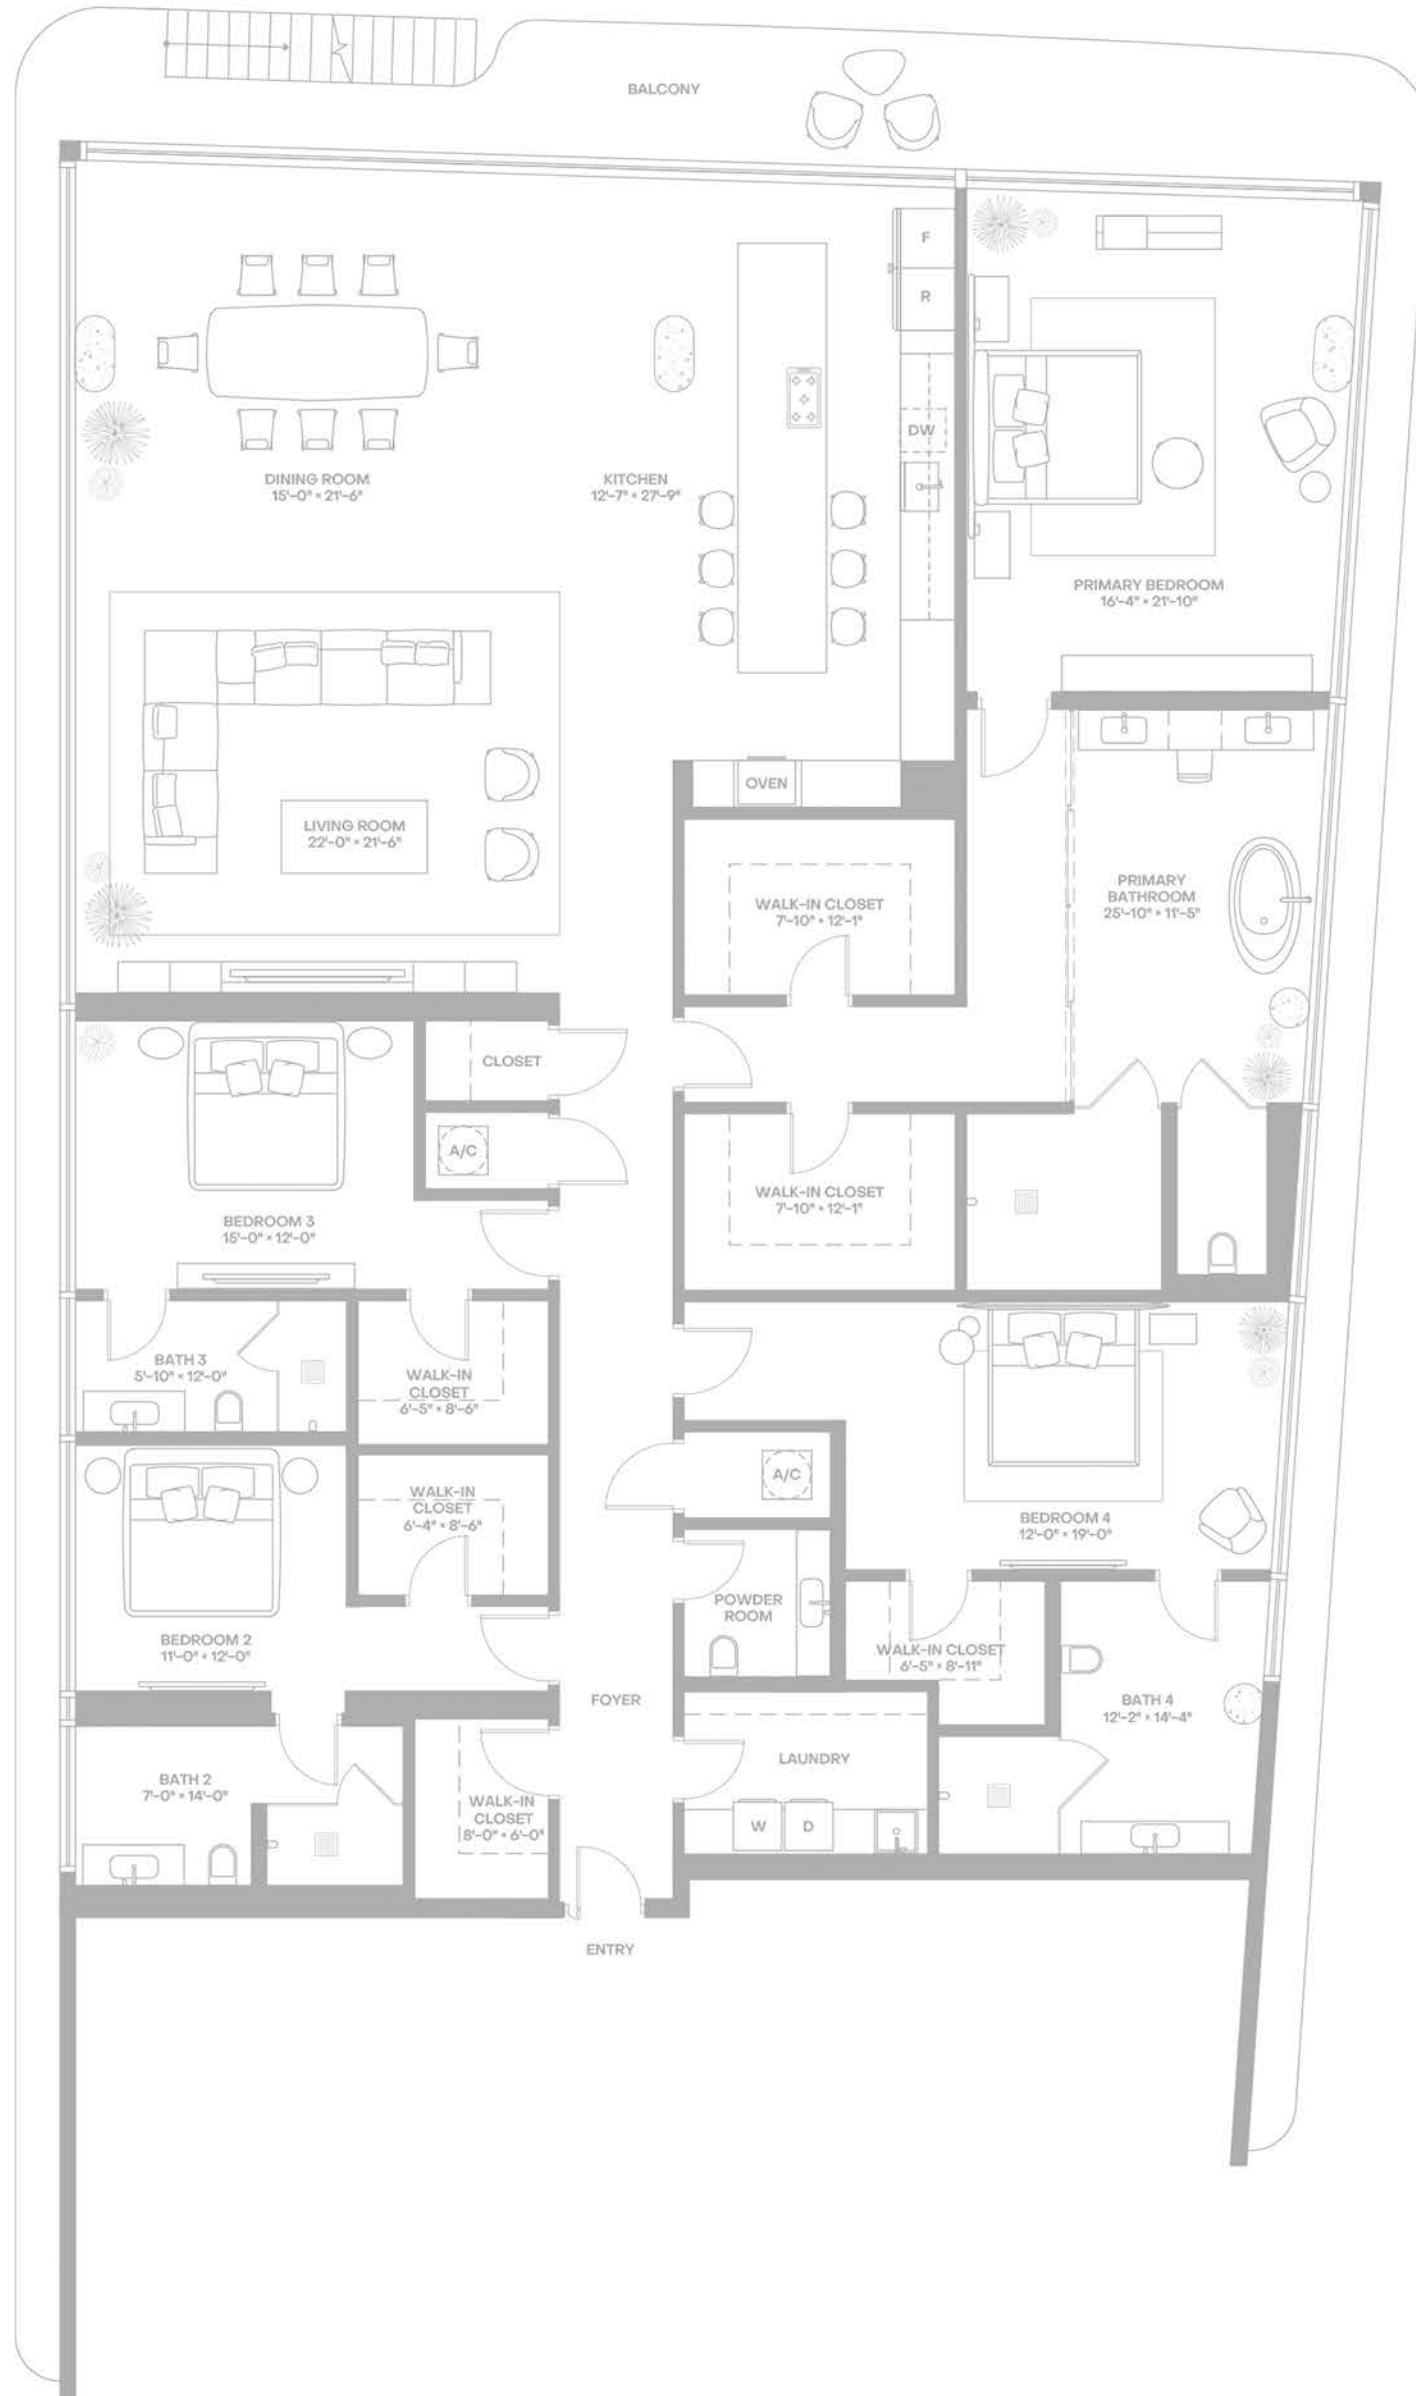 BALCONY
F
R
DW
DINING ROOM
15'-0" × 21'-6"
KITCHEN
12'-7" × 27'-9"
PRIMARY BEDROOM
16'-4" × 21'-10"
OVEN
LIVING ROOM
22'-0" × 21'-6"
WALK-IN CLOSET
7'-10" × 12'-1"
PRIMARY
BATHROOM
25'-10" × 11'-5"
CLOSET
A/C
WALK-IN CLOSET
7'-10" × 12'-1"
BEDROOM 3
15'-0" × 12'-0"
BATH 3
5'-10" × 12'-0"
WALK-IN
CLOSET
6'-5" × 8'-6"
A/C
WALK-IN
CLOSET
6'-4" × 8'-6"
BEDROOM 4
12'-0" × 19'-0"
POWDER
ROOM
BEDROOM 2
11'-0" × 12'-0"
WALK-IN CLOSET
6'-5" × 8'-11"
FOYER
BATH 4
12'-2" × 14'-4"
LAUNDRY
BATH 2
7'-0" × 14'-0"
WALK-IN
CLOSET
8'-0" × 6'-0"
W
D
ENTRY